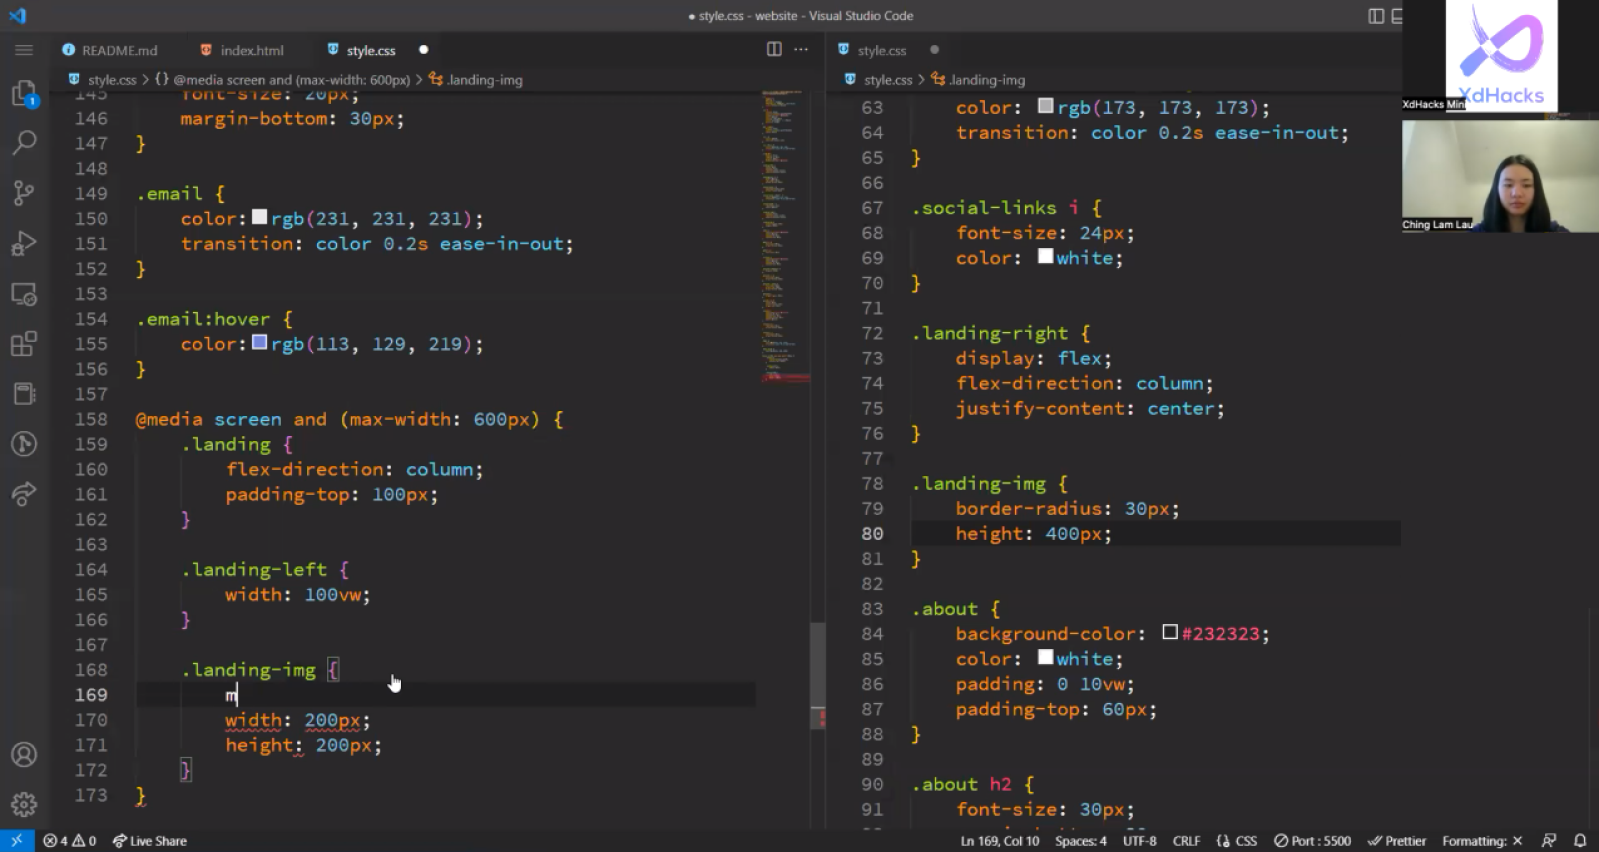 ● style.css - website - Visual Studio Code
README.md
index.html
style.css
style.css
style.css > {} @media screen and (max-width: 600px) > .landing-img
style.css > .landing-img
145 font-size: 20px;
146 margin-bottom: 30px;
147 }
148
149 .email {
150 color: rgb(231, 231, 231);
151 transition: color 0.2s ease-in-out;
152 }
153
154 .email:hover {
155 color: rgb(113, 129, 219);
156 }
157
158 @media screen and (max-width: 600px) {
159 .landing {
160 flex-direction: column;
161 padding-top: 100px;
162 }
163
164 .landing-left {
165 width: 100vw;
166 }
167
168 .landing-img {
169 m
170 width: 200px;
171 height: 200px;
172 }
173 }
63 color: rgb(173, 173, 173);
64 transition: color 0.2s ease-in-out;
65 }
66
67 .social-links i {
68 font-size: 24px;
69 color: white;
70 }
71
72 .landing-right {
73 display: flex;
74 flex-direction: column;
75 justify-content: center;
76 }
77
78 .landing-img {
79 border-radius: 30px;
80 height: 400px;
81 }
82
83 .about {
84 background-color: #232323;
85 color: white;
86 padding: 0 10vw;
87 padding-top: 60px;
88 }
89
90 .about h2 {
91 font-size: 30px;
XdHacks
XdHacks Mini
Ching Lam Lau
1
4 0 Live Share
Ln 169, Col 10 Spaces: 4 UTF-8 CRLF {} CSS Port : 5500 Prettier Formatting: ×